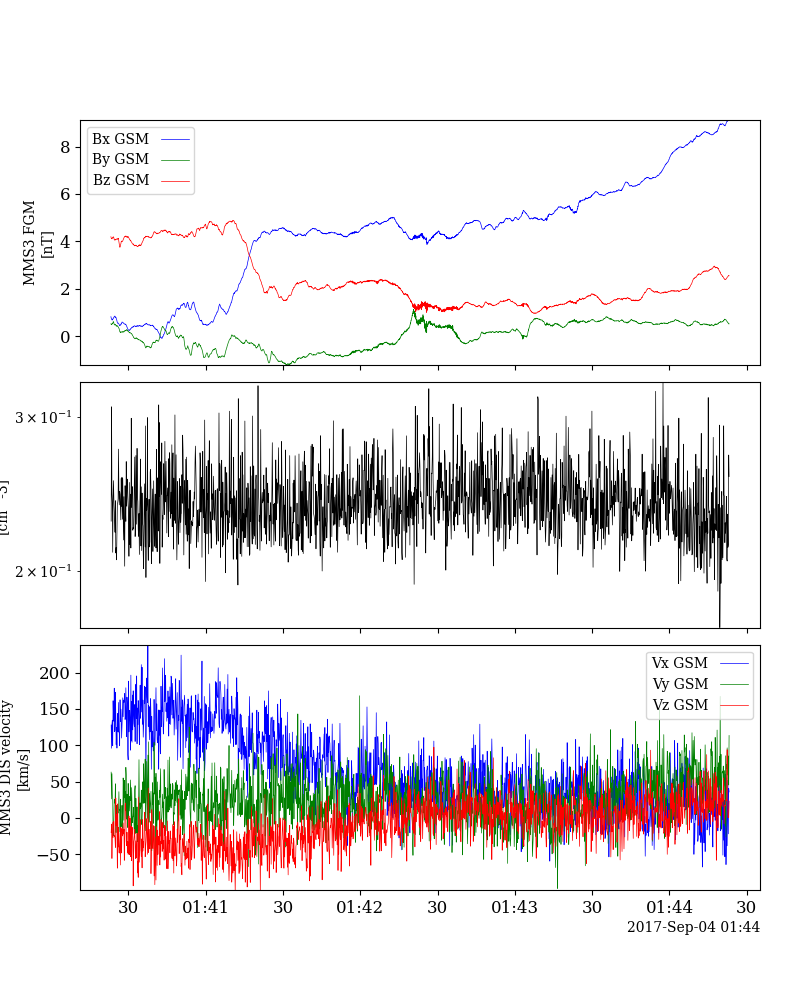 8
6
4
2
0
MMS3 FGM
[nT]
Bx GSM
By GSM
Bz GSM
3 × 10⁻¹
2 × 10⁻¹
200
150
100
50
0
−50
MMS3 DIS velocity
[km/s]
Vx GSM
Vy GSM
Vz GSM
30 01:41 30 01:42 30 01:43 30 01:44 30
2017-Sep-04 01:44